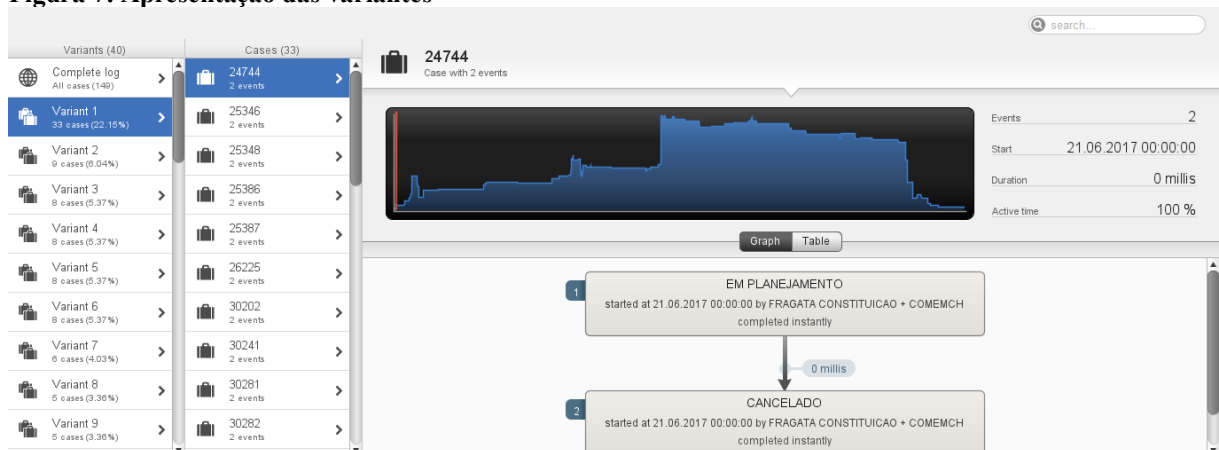 Figura 7: Apresentação das variantes
search...
Variants (40)
Complete log
All cases (149)
Variant 1
33 cases (22.15%)
Variant 2
9 cases (6.04%)
Variant 3
8 cases (5.37%)
Variant 4
8 cases (5.37%)
Variant 5
8 cases (5.37%)
Variant 6
8 cases (5.37%)
Variant 7
6 cases (4.03%)
Variant 8
5 cases (3.36%)
Variant 9
5 cases (3.36%)
Cases (33)
24744
2 events
25346
2 events
25348
2 events
25386
2 events
25387
2 events
26225
2 events
30202
2 events
30241
2 events
30281
2 events
30282
2 events
24744
Case with 2 events
Events 2
Start 21.06.2017 00:00:00
Duration 0 millis
Active time 100 %
Graph Table
1
EM PLANEJAMENTO
started at 21.06.2017 00:00:00 by FRAGATA CONSTITUICAO + COMEMCH
completed instantly
0 millis
2
CANCELADO
started at 21.06.2017 00:00:00 by FRAGATA CONSTITUICAO + COMEMCH
completed instantly